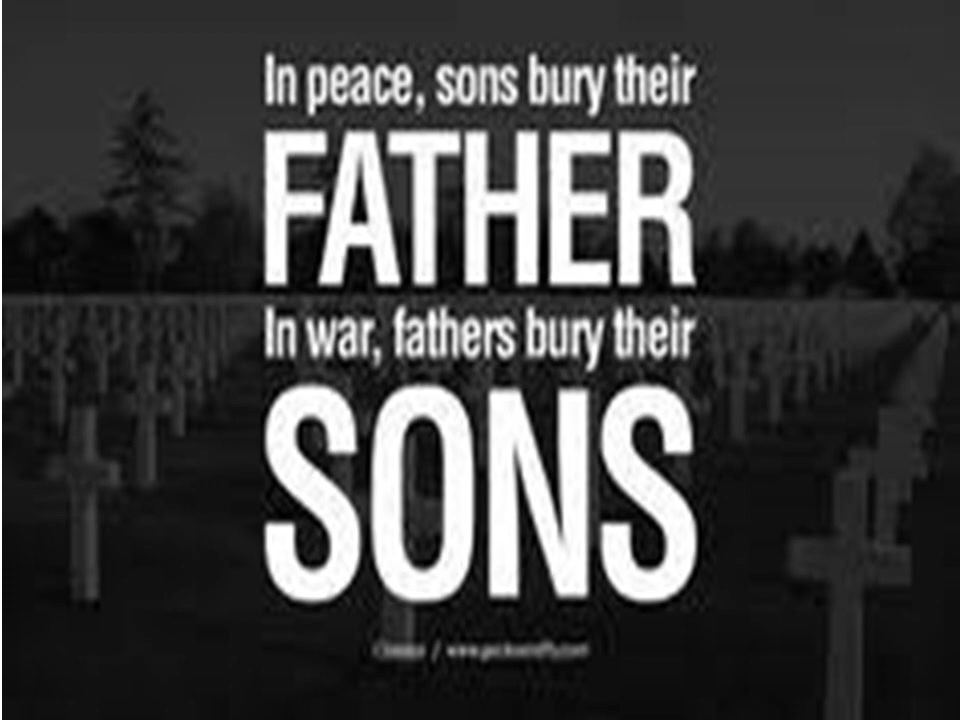 In peace, sons bury their
FATHER
In war, fathers bury their
SONS